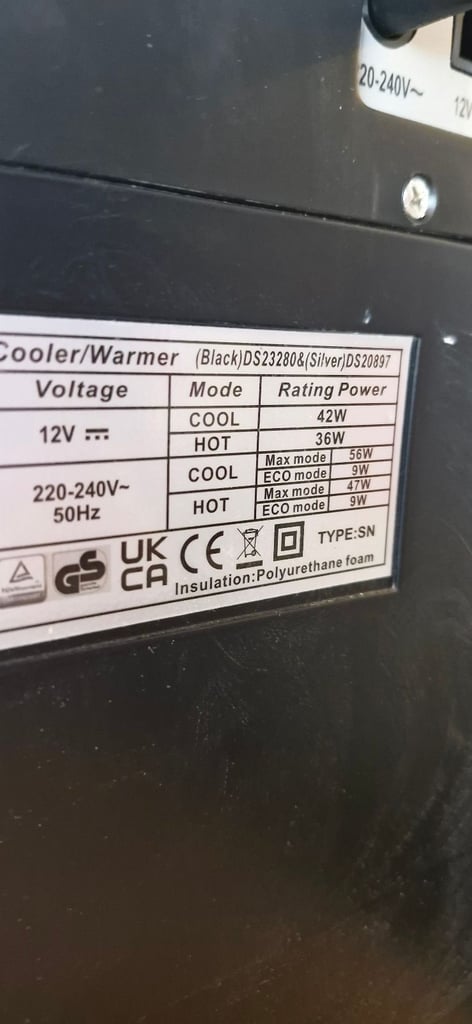 20-240V~
12V
Cooler/Warmer (Black)DS23280&(Silver)DS20897
Voltage Mode Rating Power
12V COOL 42W
HOT 36W
220-240V~ 50Hz COOL Max mode 56W
ECO mode 9W
HOT Max mode 47W
ECO mode 9W
GS UK CA CE TYPE:SN
Insulation:Polyurethane foam